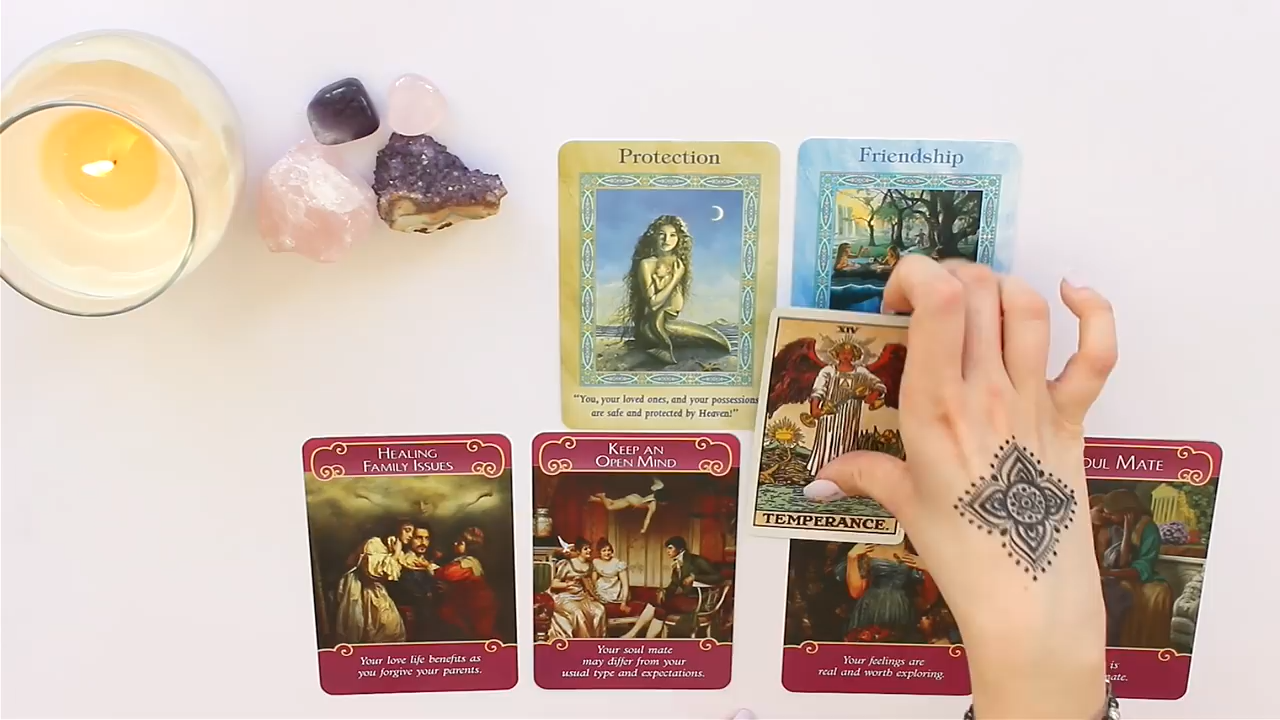 Protection
"You, your loved ones, and your possessions
are safe and protected by Heaven!"
Friendship
XIV
TEMPERANCE.
HEALING
FAMILY ISSUES
Your love life benefits as
you forgive your parents.
KEEP AN
OPEN MIND
Your soul mate
may differ from your
usual type and expectations.
Your feelings are
real and worth exploring.
MATE
is